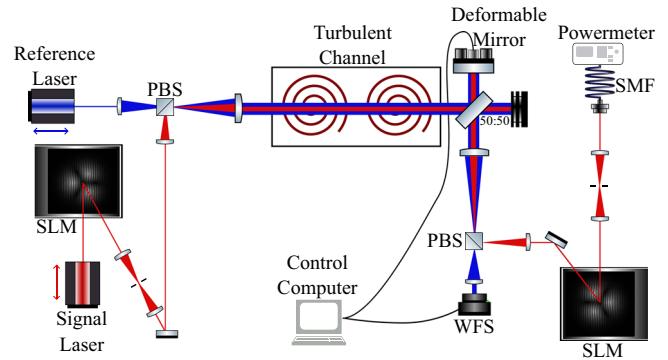 Reference
Laser
PBS
Turbulent
Channel
Deformable
Mirror
Powermeter
SMF
50:50
SLM
Signal
Laser
PBS
Control
Computer
WFS
SLM